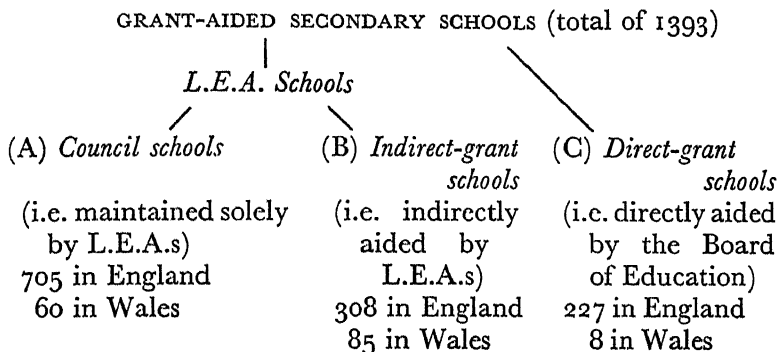 GRANT-AIDED SECONDARY SCHOOLS (total of 1393)
L.E.A. Schools
(A) Council schools
(i.e. maintained solely
by L.E.A.s)
705 in England
60 in Wales
(B) Indirect-grant
schools
(i.e. indirectly
aided by
L.E.A.s)
308 in England
85 in Wales
(C) Direct-grant
schools
(i.e. directly aided
by the Board
of Education)
227 in England
8 in Wales